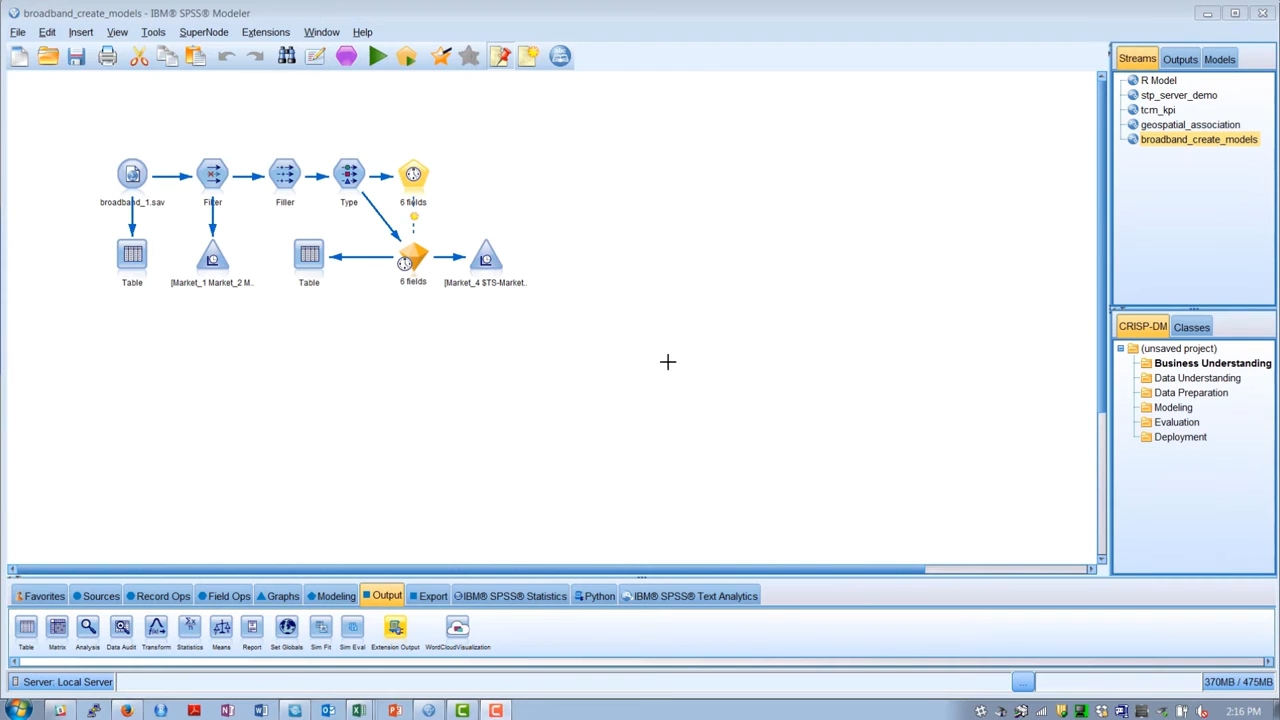 broadband_create_models - IBM® SPSS® Modeler
File Edit Insert View Tools SuperNode Extensions Window Help
Streams Outputs Models
R Model
stp_server_demo
tcm_kpi
geospatial_association
broadband_create_models
broadband_1.sav Filter Filler Type 6 fields
Table [Market_1 Market_2 M.. Table 6 fields [Market_4 $TS-Market..
CRISP-DM Classes
(unsaved project)
Business Understanding
Data Understanding
Data Preparation
Modeling
Evaluation
Deployment
Favorites Sources Record Ops Field Ops Graphs Modeling Output Export IBM® SPSS® Statistics Python IBM® SPSS® Text Analytics
Table Matrix Analysis Data Audit Transform Statistics Means Report Set Globals Sim Fit Sim Eval Extension Output WordCloudVisualization
Server: Local Server ... 370MB / 475MB
2:16 PM